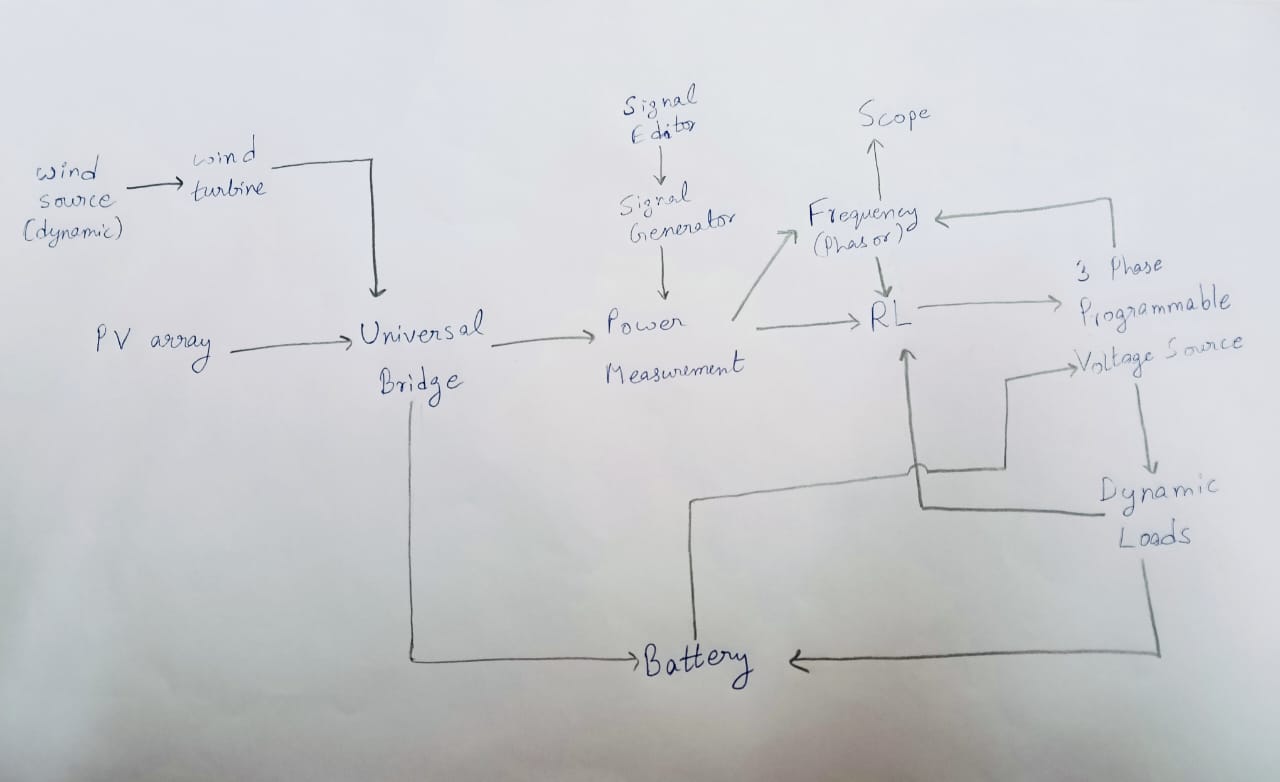 Signal
Editor
Scope
wind
source
(dynamic)
wind
turbine
Signal
Generator
Frequency
(Phasor)
3 Phase
Programmable
Voltage Source
PV array
Universal
Bridge
Power
Measurement
RL
Dynamic
Loads
Battery